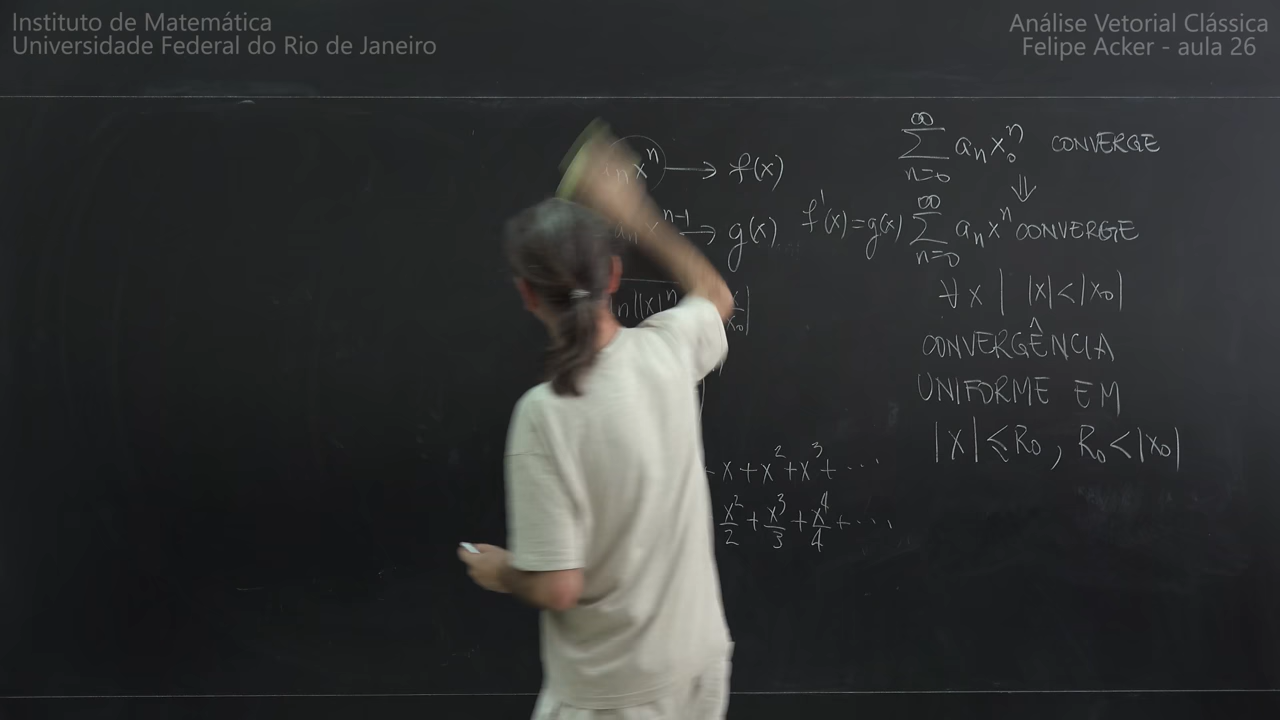 Instituto de Matemática
Universidade Federal do Rio de Janeiro
Análise Vetorial Clássica
Felipe Acker - aula 26
x^n → f(x)
x^{n-1} → g(x) f'(x)=g(x)
|x|^n
x_0|
+ x + x^2 + x^3 + ...
x^2/2 + x^3/3 + x^4/4 + ...
∑_{n=0}^{∞} a_n x_0^n CONVERGE
⇓
∑_{n=0}^{∞} a_n x^n CONVERGE
∀ x | |x| < |x_0|
CONVERGÊNCIA
UNIFORME EM
|X| ≤ R_0 , R_0 < |x_0|